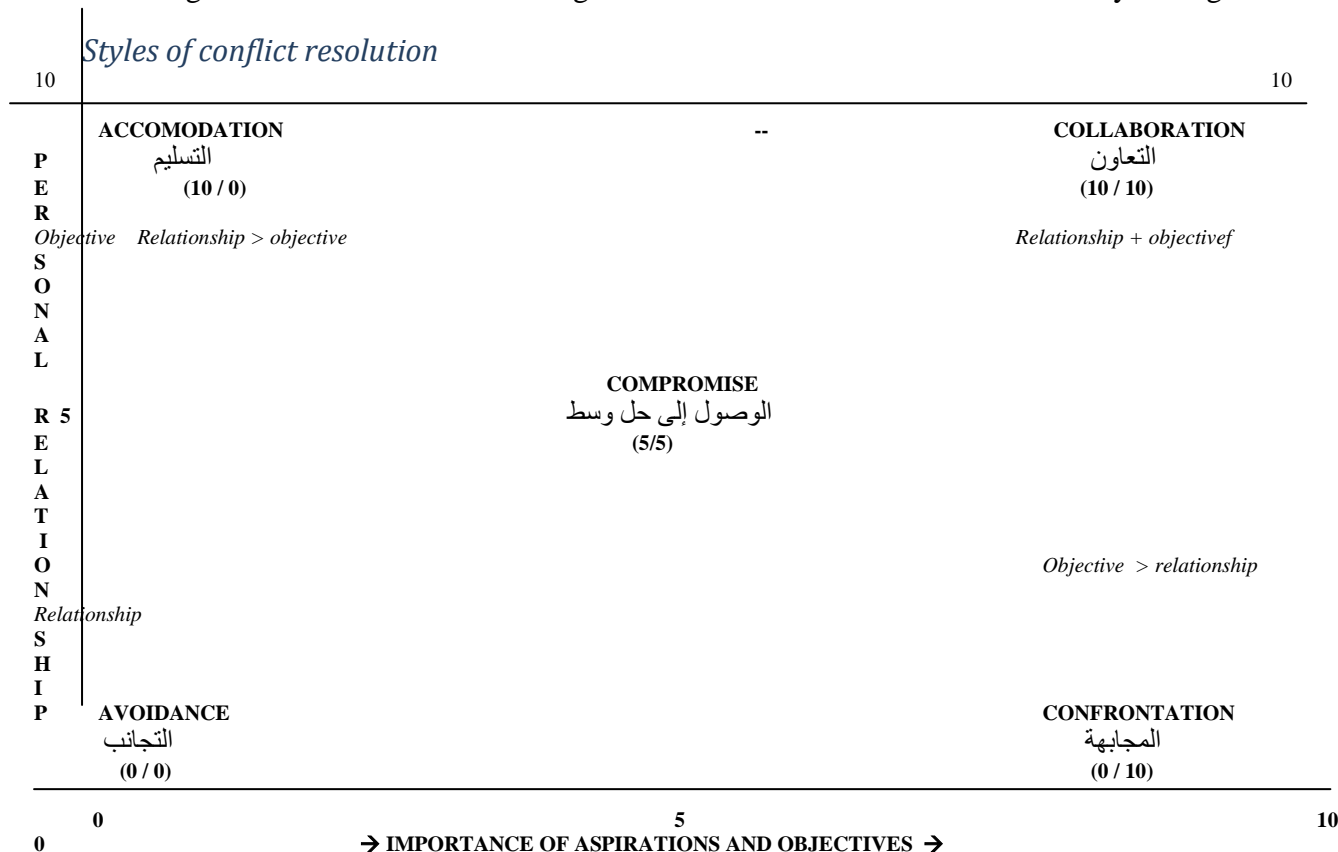 Styles of conflict resolution
10 10
ACCOMODATION -- COLLABORATION
التسليم التعاون
(10 / 0) (10 / 10)
Objective Relationship > objective Relationship + objectivef
PERSONAL RELATIONSHIP
COMPROMISE
5 الوصول إلى حل وسط
(5/5)
Objective > relationship
Relationship
AVOIDANCE CONFRONTATION
التجانب المجابهة
(0 / 0) (0 / 10)
0 5 10
0 → IMPORTANCE OF ASPIRATIONS AND OBJECTIVES →